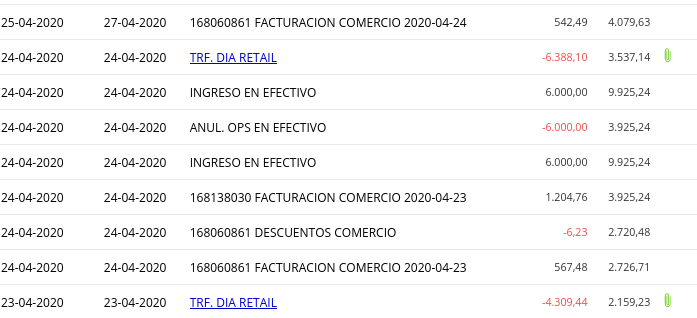 25-04-2020 27-04-2020 168060861 FACTURACION COMERCIO 2020-04-24 542,49 4.079,63
24-04-2020 24-04-2020 TRF. DIA RETAIL -6.388,10 3.537,14
24-04-2020 24-04-2020 INGRESO EN EFECTIVO 6.000,00 9.925,24
24-04-2020 24-04-2020 ANUL. OPS EN EFECTIVO -6.000,00 3.925,24
24-04-2020 24-04-2020 INGRESO EN EFECTIVO 6.000,00 9.925,24
24-04-2020 24-04-2020 168138030 FACTURACION COMERCIO 2020-04-23 1.204,76 3.925,24
24-04-2020 24-04-2020 168060861 DESCUENTOS COMERCIO -6,23 2.720,48
24-04-2020 24-04-2020 168060861 FACTURACION COMERCIO 2020-04-23 567,48 2.726,71
23-04-2020 23-04-2020 TRF. DIA RETAIL -4.309,44 2.159,23